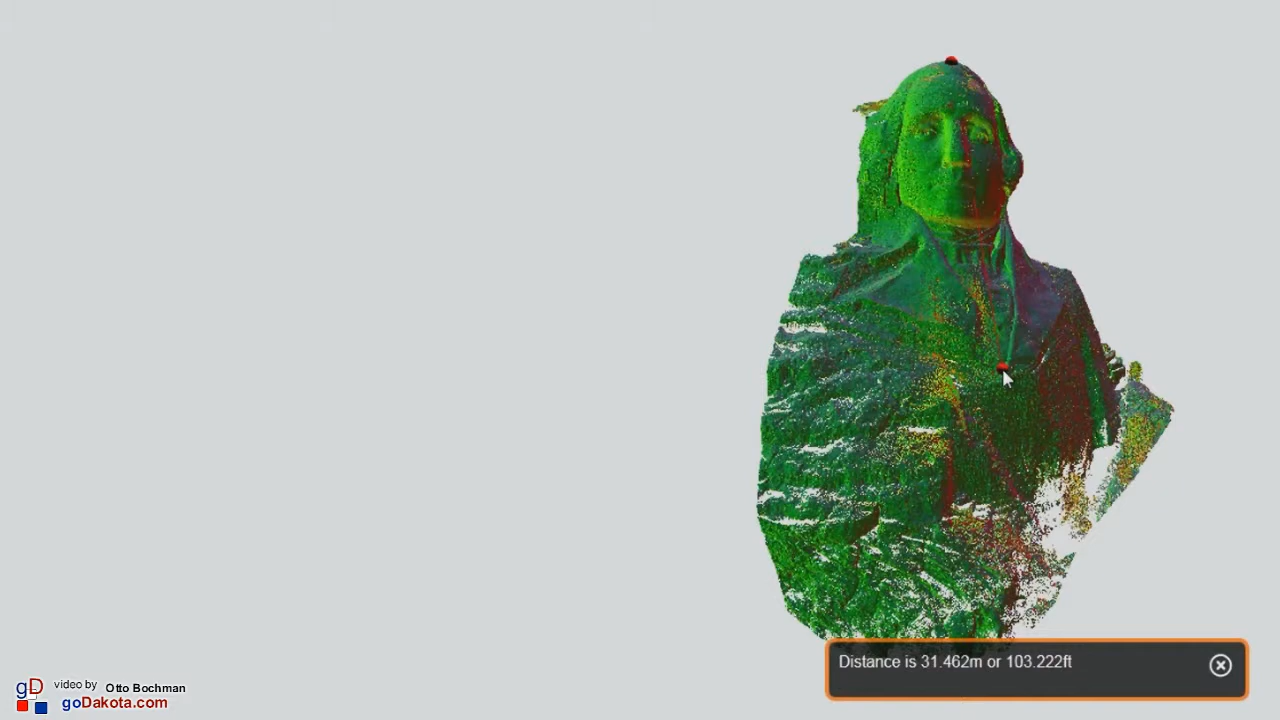 Distance is 31.462m or 103.222ft
gD video by Otto Bochman
goDakota.com